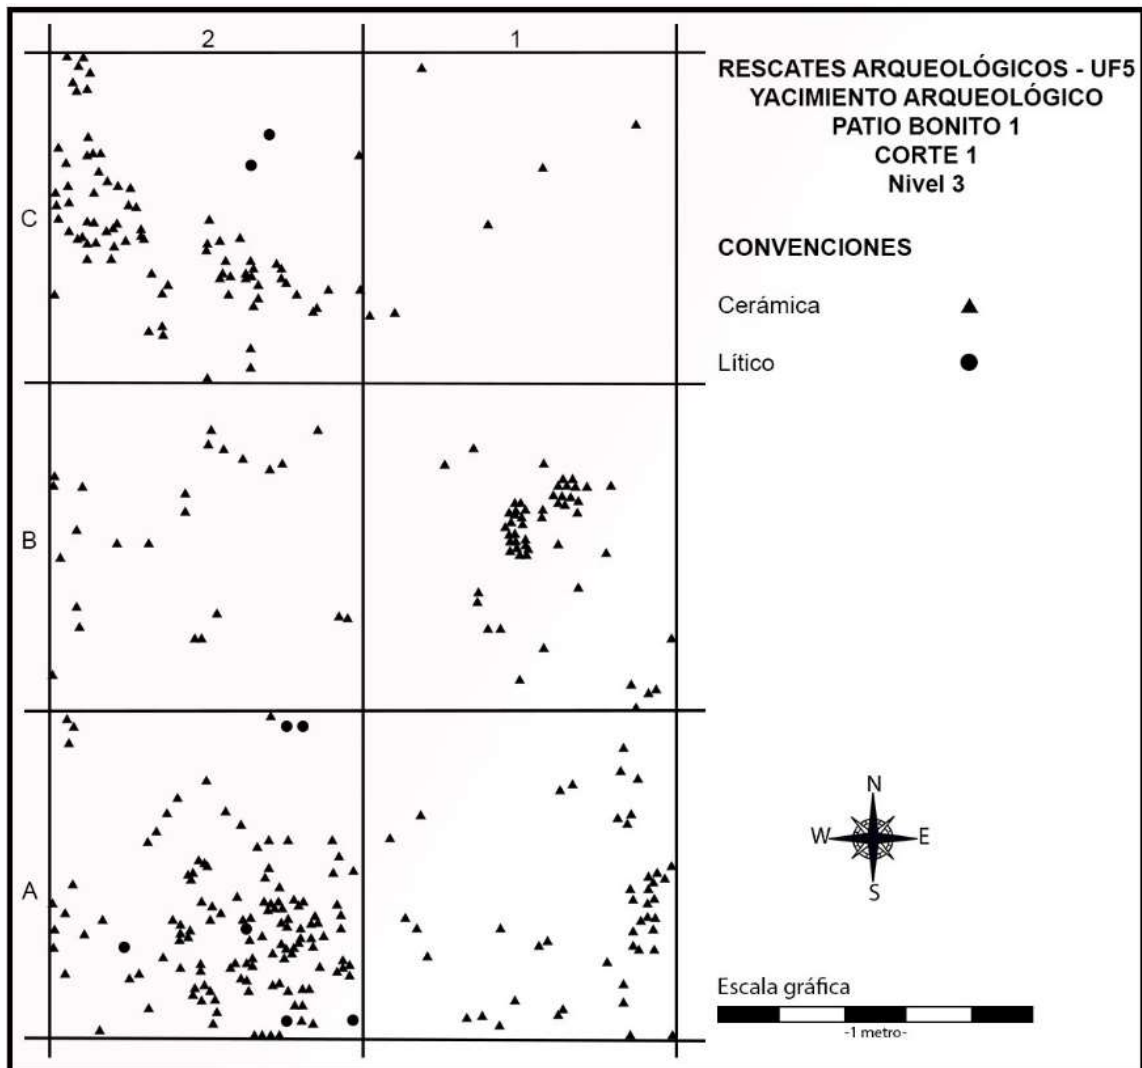 2
1
RESCATES ARQUEOLÓGICOS - UF5
YACIMIENTO ARQUEOLÓGICO
PATIO BONITO 1
CORTE 1
Nivel 3
C
CONVENCIONES
Cerámica
Lítico
B
A
N
W
E
S
Escala gráfica
-1 metro-